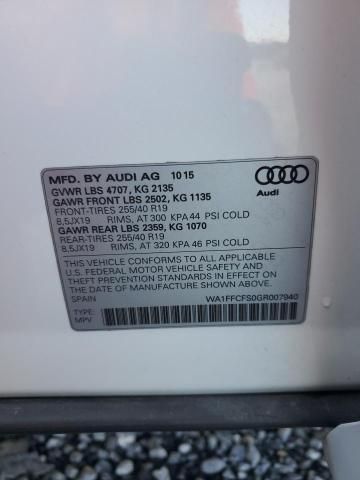 MFD. BY AUDI AG 10 15
GVWR LBS 4707, KG 2135
GAWR FRONT LBS 2502, KG 1135
FRONT-TIRES 255/40 R19
8,5JX19 RIMS, AT 300 KPA 44 PSI COLD
GAWR REAR LBS 2359, KG 1070
REAR-TIRES 255/40 R19
8,5JX19 RIMS, AT 320 KPA 46 PSI COLD
THIS VEHICLE CONFORMS TO ALL APPLICABLE
U.S. FEDERAL MOTOR VEHICLE SAFETY AND
THEFT PREVENTION STANDARDS IN EFFECT ON
THE DATE OF MANUFACTURE SHOWN ABOVE.
SPAIN WA1FFCFS0GR007940
TYPE:
MPV
Audi